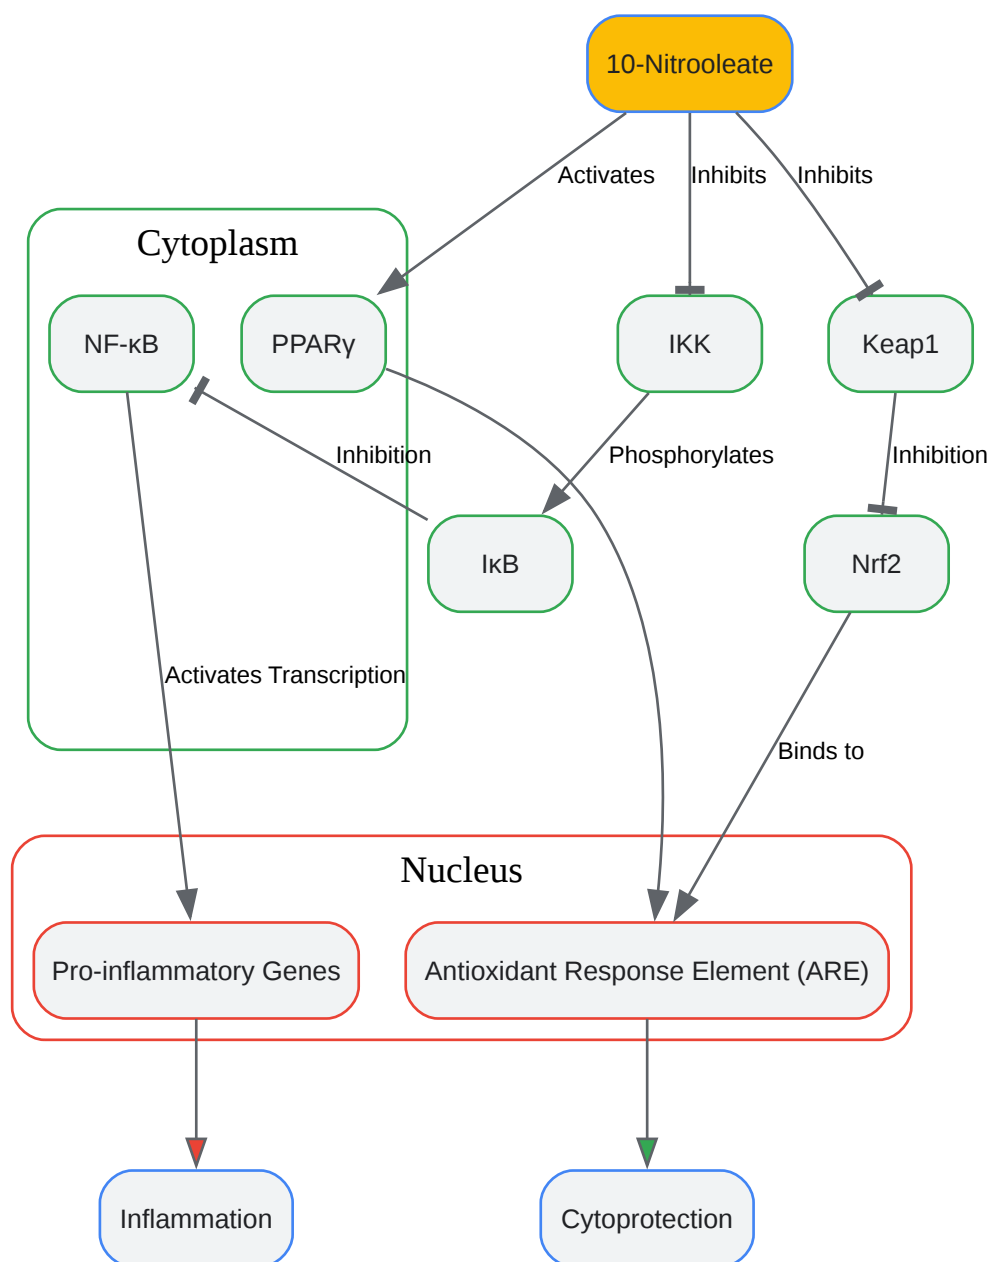 10-Nitrooleate
Activates
Inhibits
Inhibits
Cytoplasm
NF-κB
PPARγ
IKK
Keap1
Inhibition
Phosphorylates
Inhibition
IκB
Nrf2
Activates Transcription
Binds to
Nucleus
Pro-inflammatory Genes
Antioxidant Response Element (ARE)
Inflammation
Cytoprotection